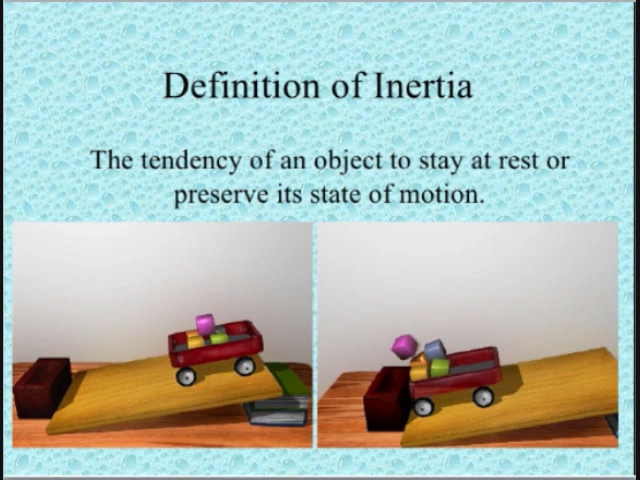 Definition of Inertia
The tendency of an object to stay at rest or
preserve its state of motion.